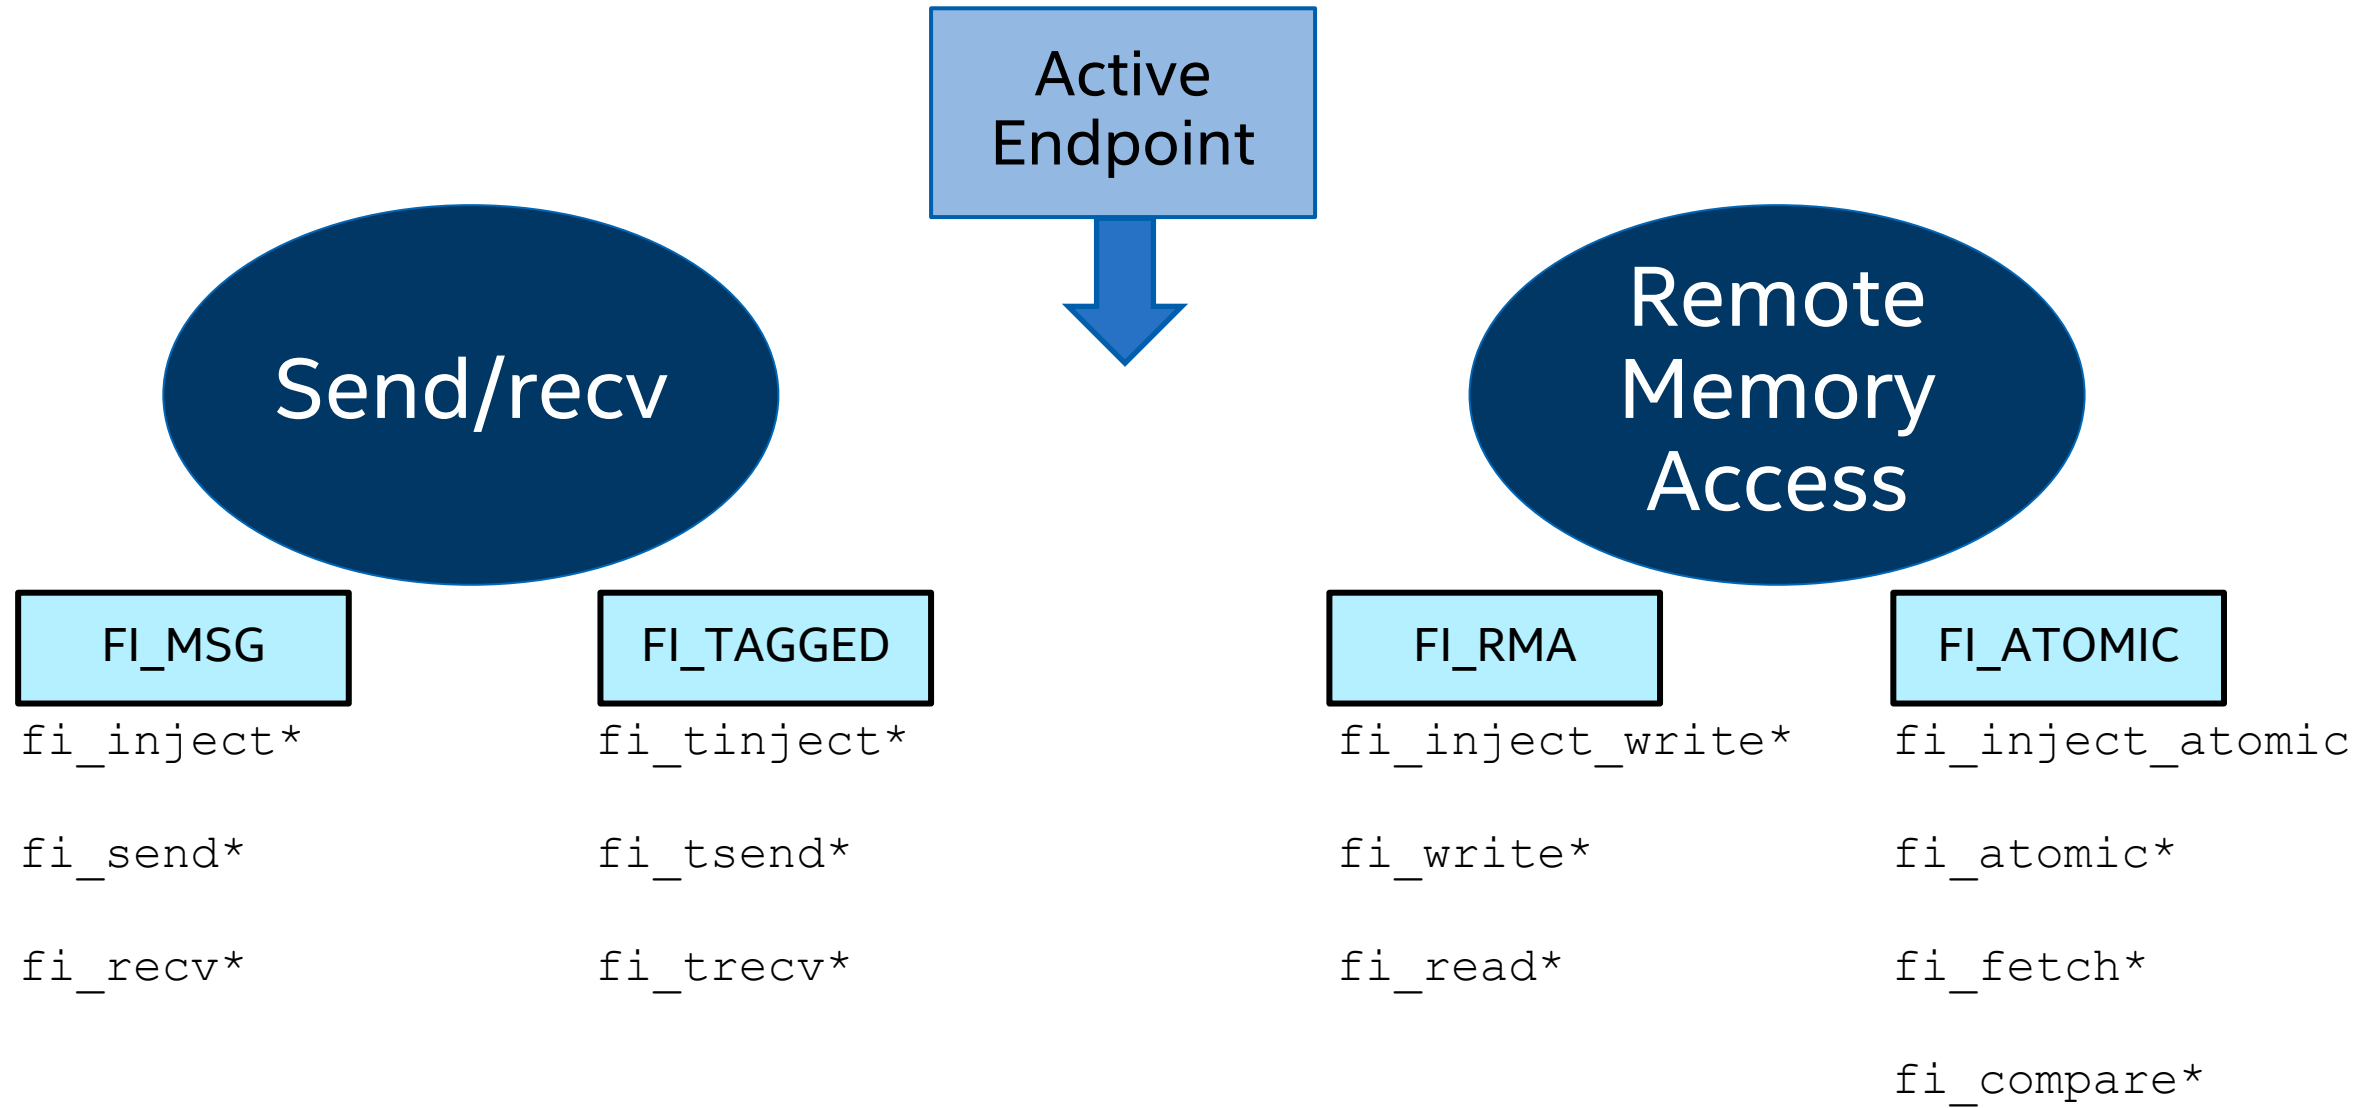 Active
Endpoint
Send/recv
Remote
Memory
Access
FI_MSG
fi_inject*
fi_send*
fi_recv*
FI_TAGGED
fi_tinject*
fi_tsend*
fi_trecv*
FI_RMA
fi_inject_write*
fi_write*
fi_read*
FI_ATOMIC
fi_inject_atomic
fi_atomic*
fi_fetch*
fi_compare*